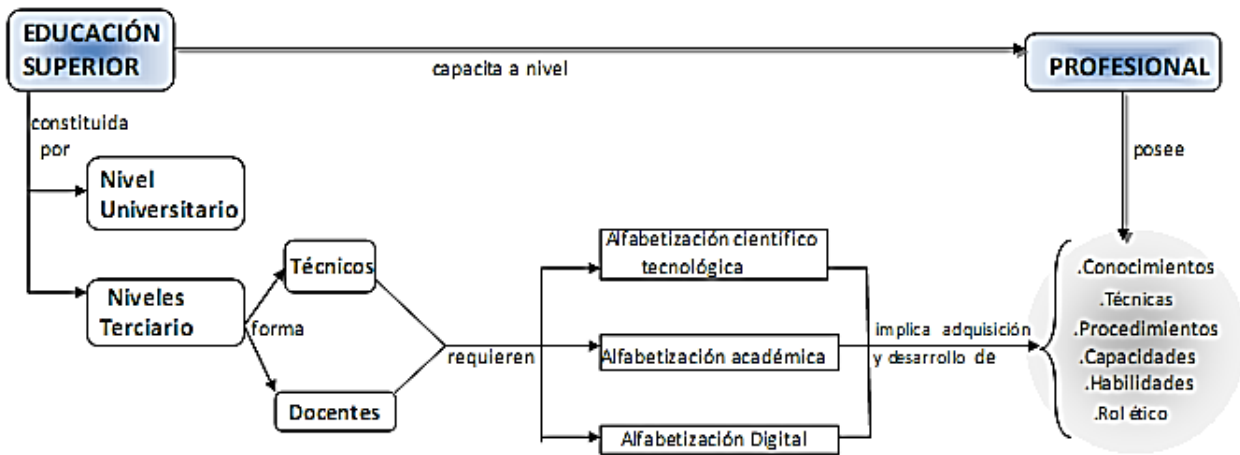 EDUCACIÓN
SUPERIOR
capacita a nivel
PROFESIONAL
constituida
por
posee
Nivel
Universitario
Niveles
Terciario
forma
Técnicos
Docentes
requieren
Alfabetización científico
tecnológica
Alfabetización académica
Alfabetización Digital
implica adquisición
y desarrollo de
.Conocimientos
.Técnicas
.Procedimientos
.Capacidades
.Habilidades
.Rol ético